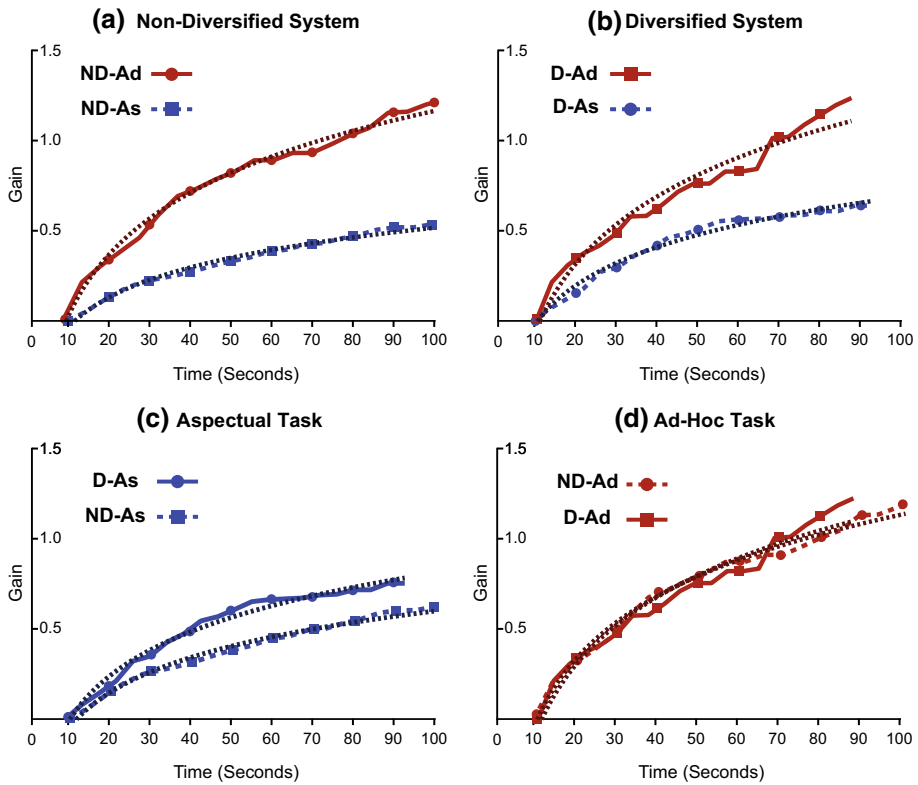 (a) Non-Diversified System
1.5
ND-Ad
ND-As
1.0
Gain
0.5
0 10 20 30 40 50 60 70 80 90 100
Time (Seconds)
(b) Diversified System
1.5
D-Ad
D-As
1.0
Gain
0.5
0 10 20 30 40 50 60 70 80 90 100
Time (Seconds)
(c) Aspectual Task
1.5
D-As
ND-As
1.0
Gain
0.5
0 10 20 30 40 50 60 70 80 90 100
Time (Seconds)
(d) Ad-Hoc Task
1.5
ND-Ad
D-Ad
1.0
Gain
0.5
0 10 20 30 40 50 60 70 80 90 100
Time (Seconds)